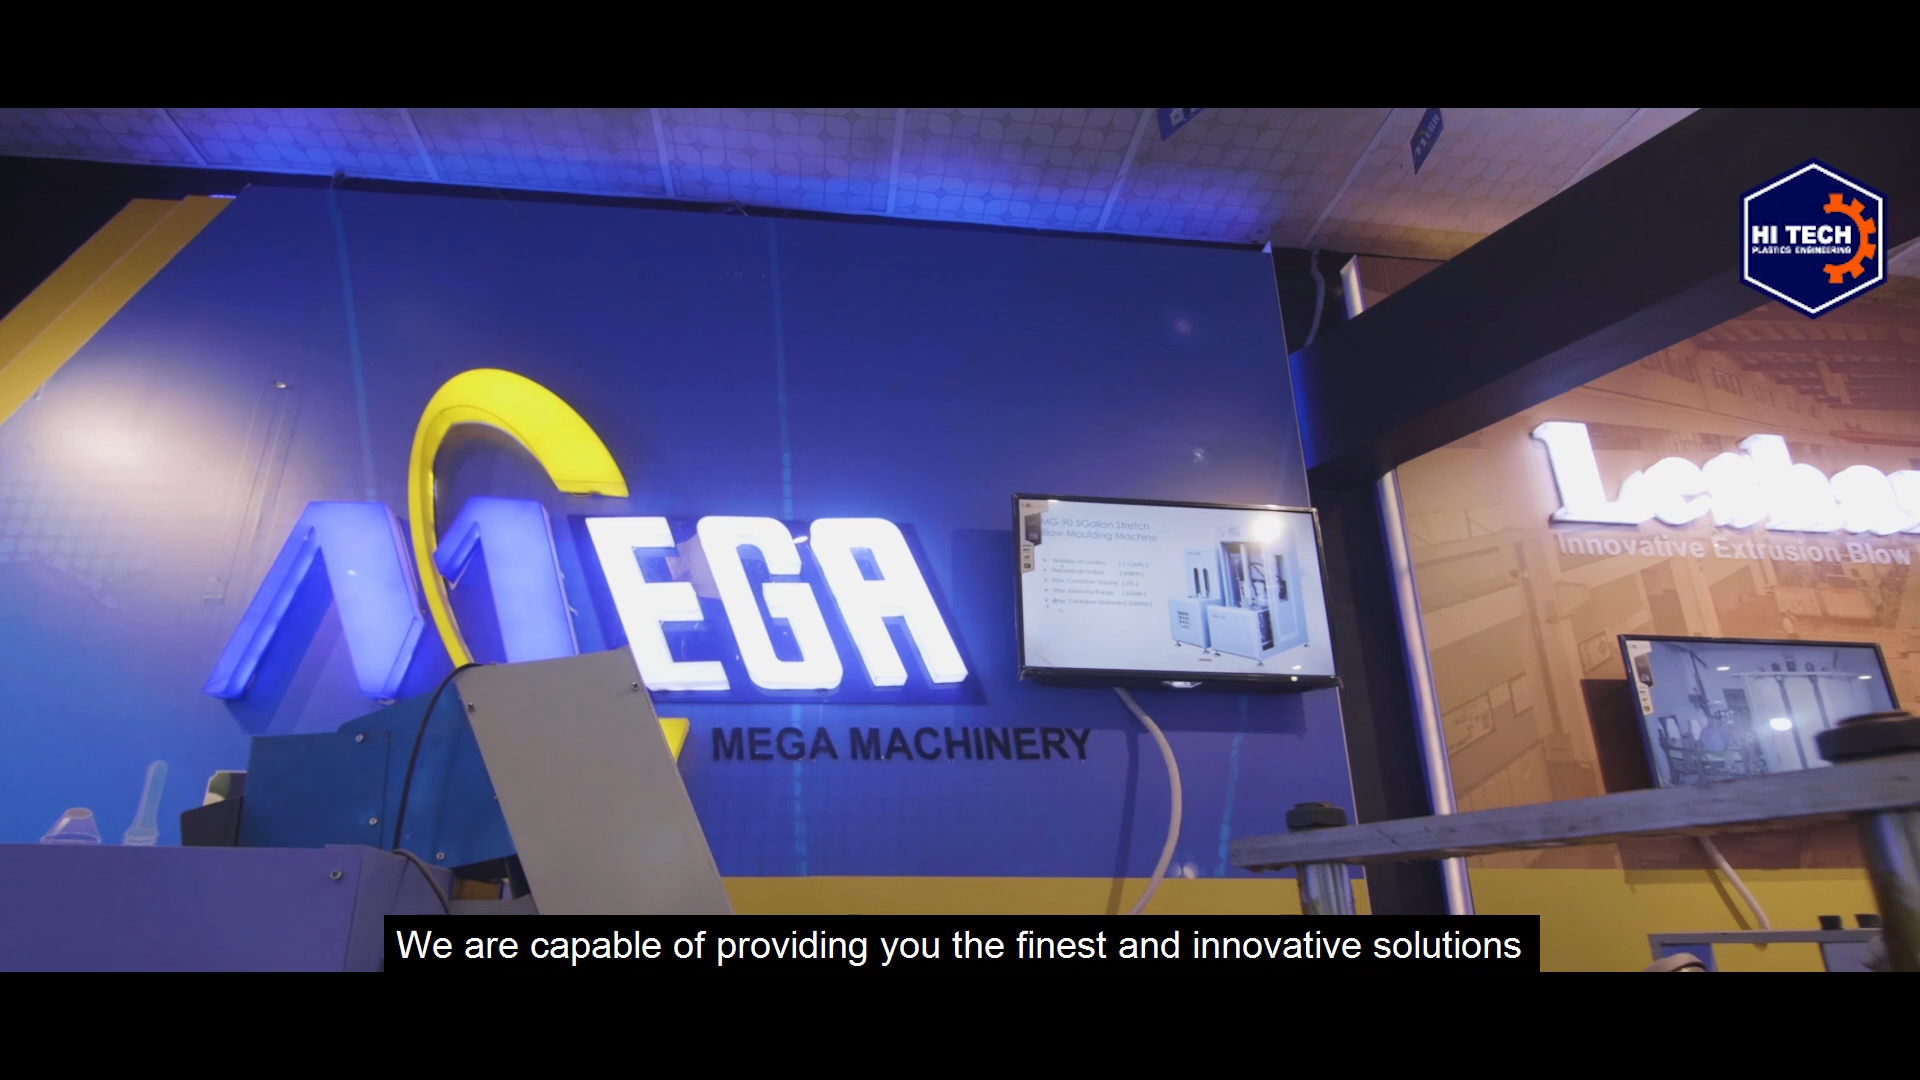 MEGA
HI TECH
PLASTICS ENGINEERING
MEGA
MEGA MACHINERY
MG-90 5Gallon Stretch
Blow Moulding Machine
Innovative Extrusion Blow
We are capable of providing you the finest and innovative solutions